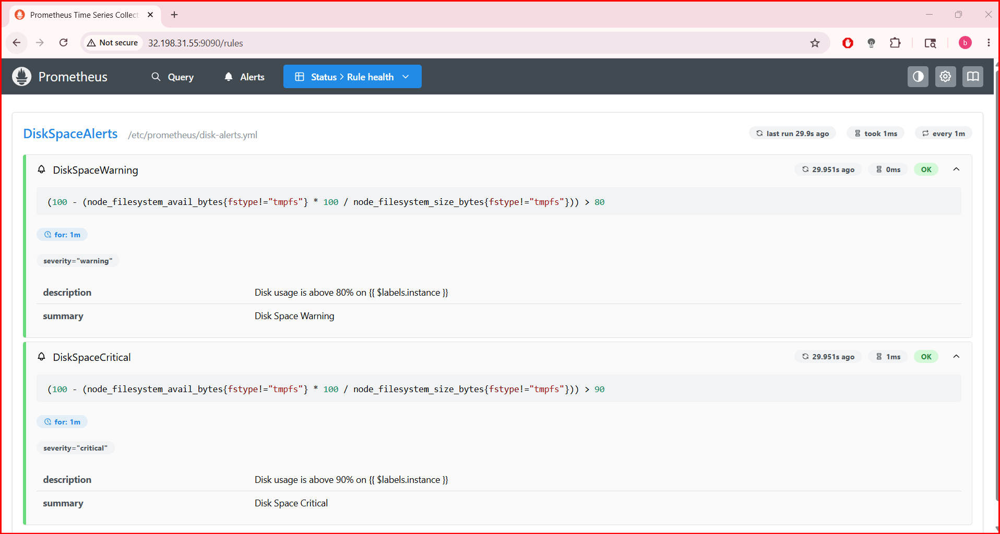 Prometheus Time Series Collect
Not secure
32.198.31.55:9090/rules
b
Prometheus
Query
Alerts
Status > Rule health
DiskSpaceAlerts /etc/prometheus/disk-alerts.yml
last run 29.9s ago
took 1ms
every 1m
DiskSpaceWarning
29.951s ago
0ms
OK
(100 - (node_filesystem_avail_bytes{fstype!="tmpfs"} * 100 / node_filesystem_size_bytes{fstype!="tmpfs"})) > 80
for: 1m
severity="warning"
description Disk usage is above 80% on {{ $labels.instance }}
summary Disk Space Warning
DiskSpaceCritical
29.951s ago
1ms
OK
(100 - (node_filesystem_avail_bytes{fstype!="tmpfs"} * 100 / node_filesystem_size_bytes{fstype!="tmpfs"})) > 90
for: 1m
severity="critical"
description Disk usage is above 90% on {{ $labels.instance }}
summary Disk Space Critical